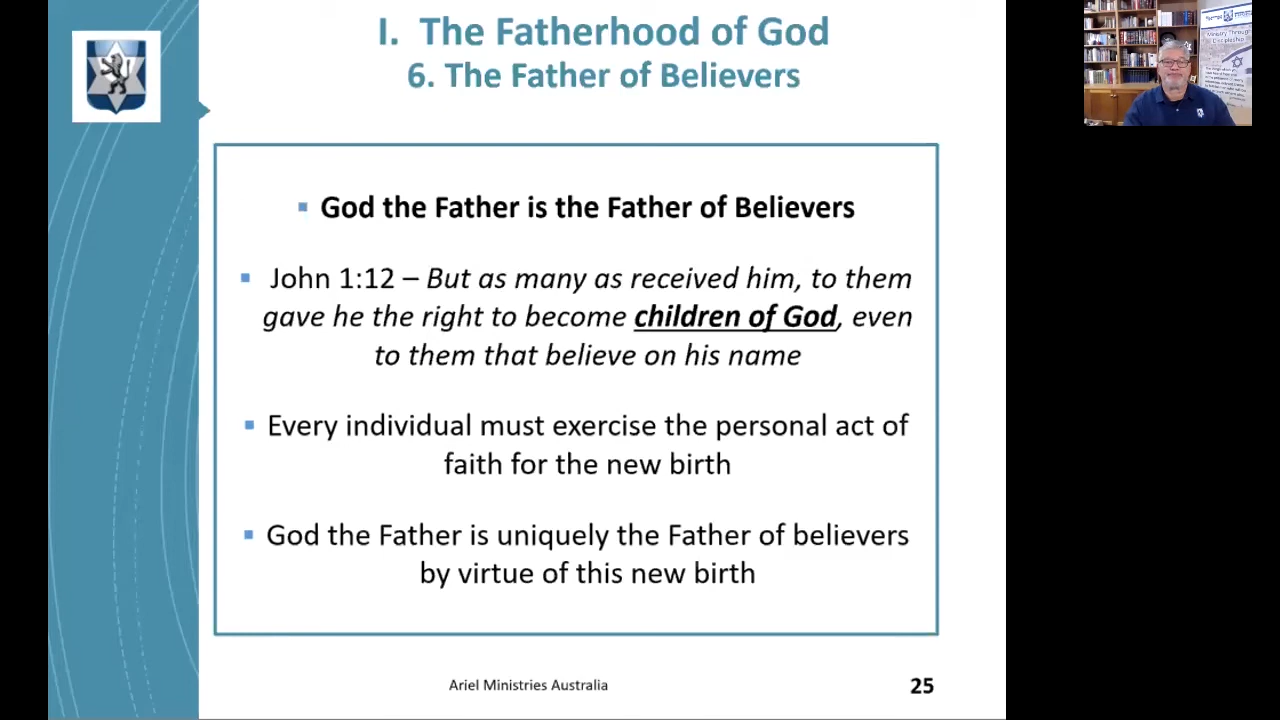 I. The Fatherhood of God
6. The Father of Believers
God the Father is the Father of Believers
John 1:12 – But as many as received him, to them
gave he the right to become children of God, even
to them that believe on his name
Every individual must exercise the personal act of
faith for the new birth
God the Father is uniquely the Father of believers
by virtue of this new birth
Ariel Ministries Australia
25
Ministry Through
Discipleship